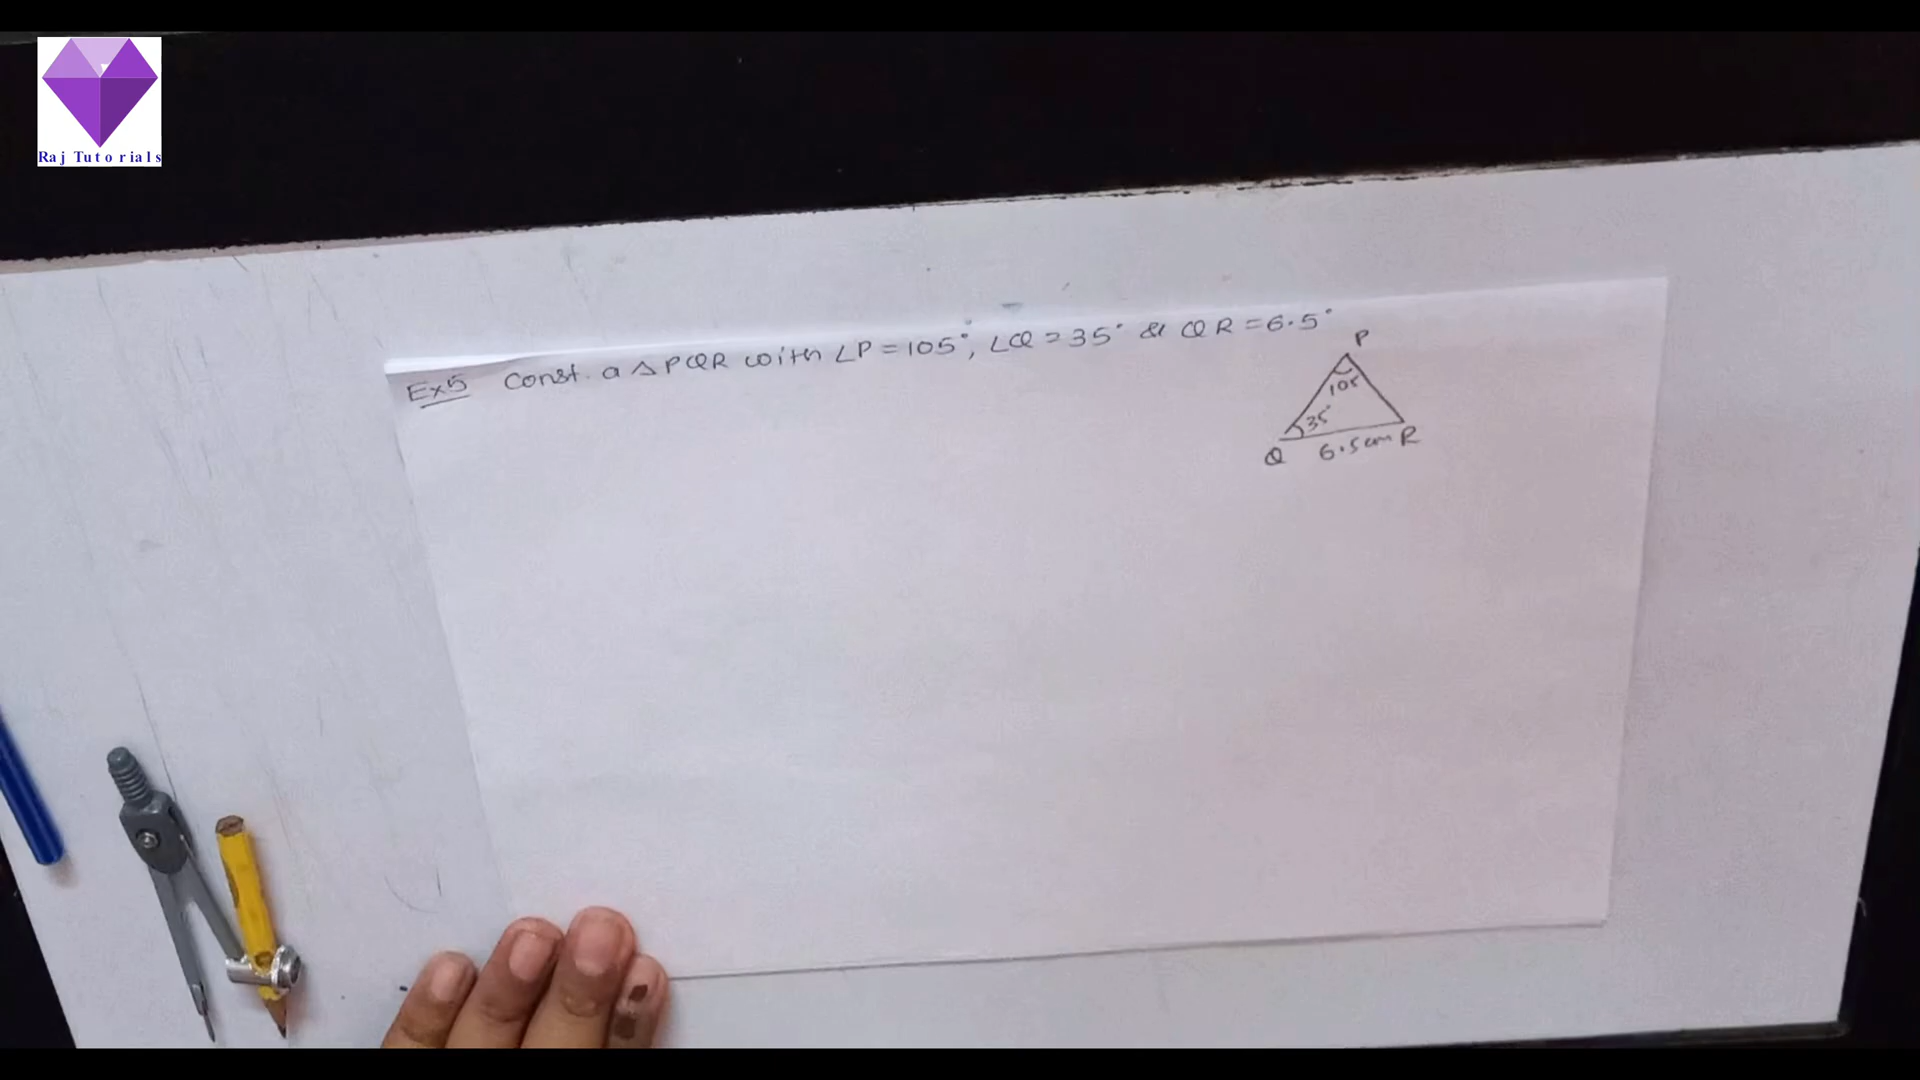 Raj Tutorials
Ex5 Const. a △PQR with ∠P=105°, ∠Q=35° & QR=6.5°
P
105
35°
Q 6.5cm R